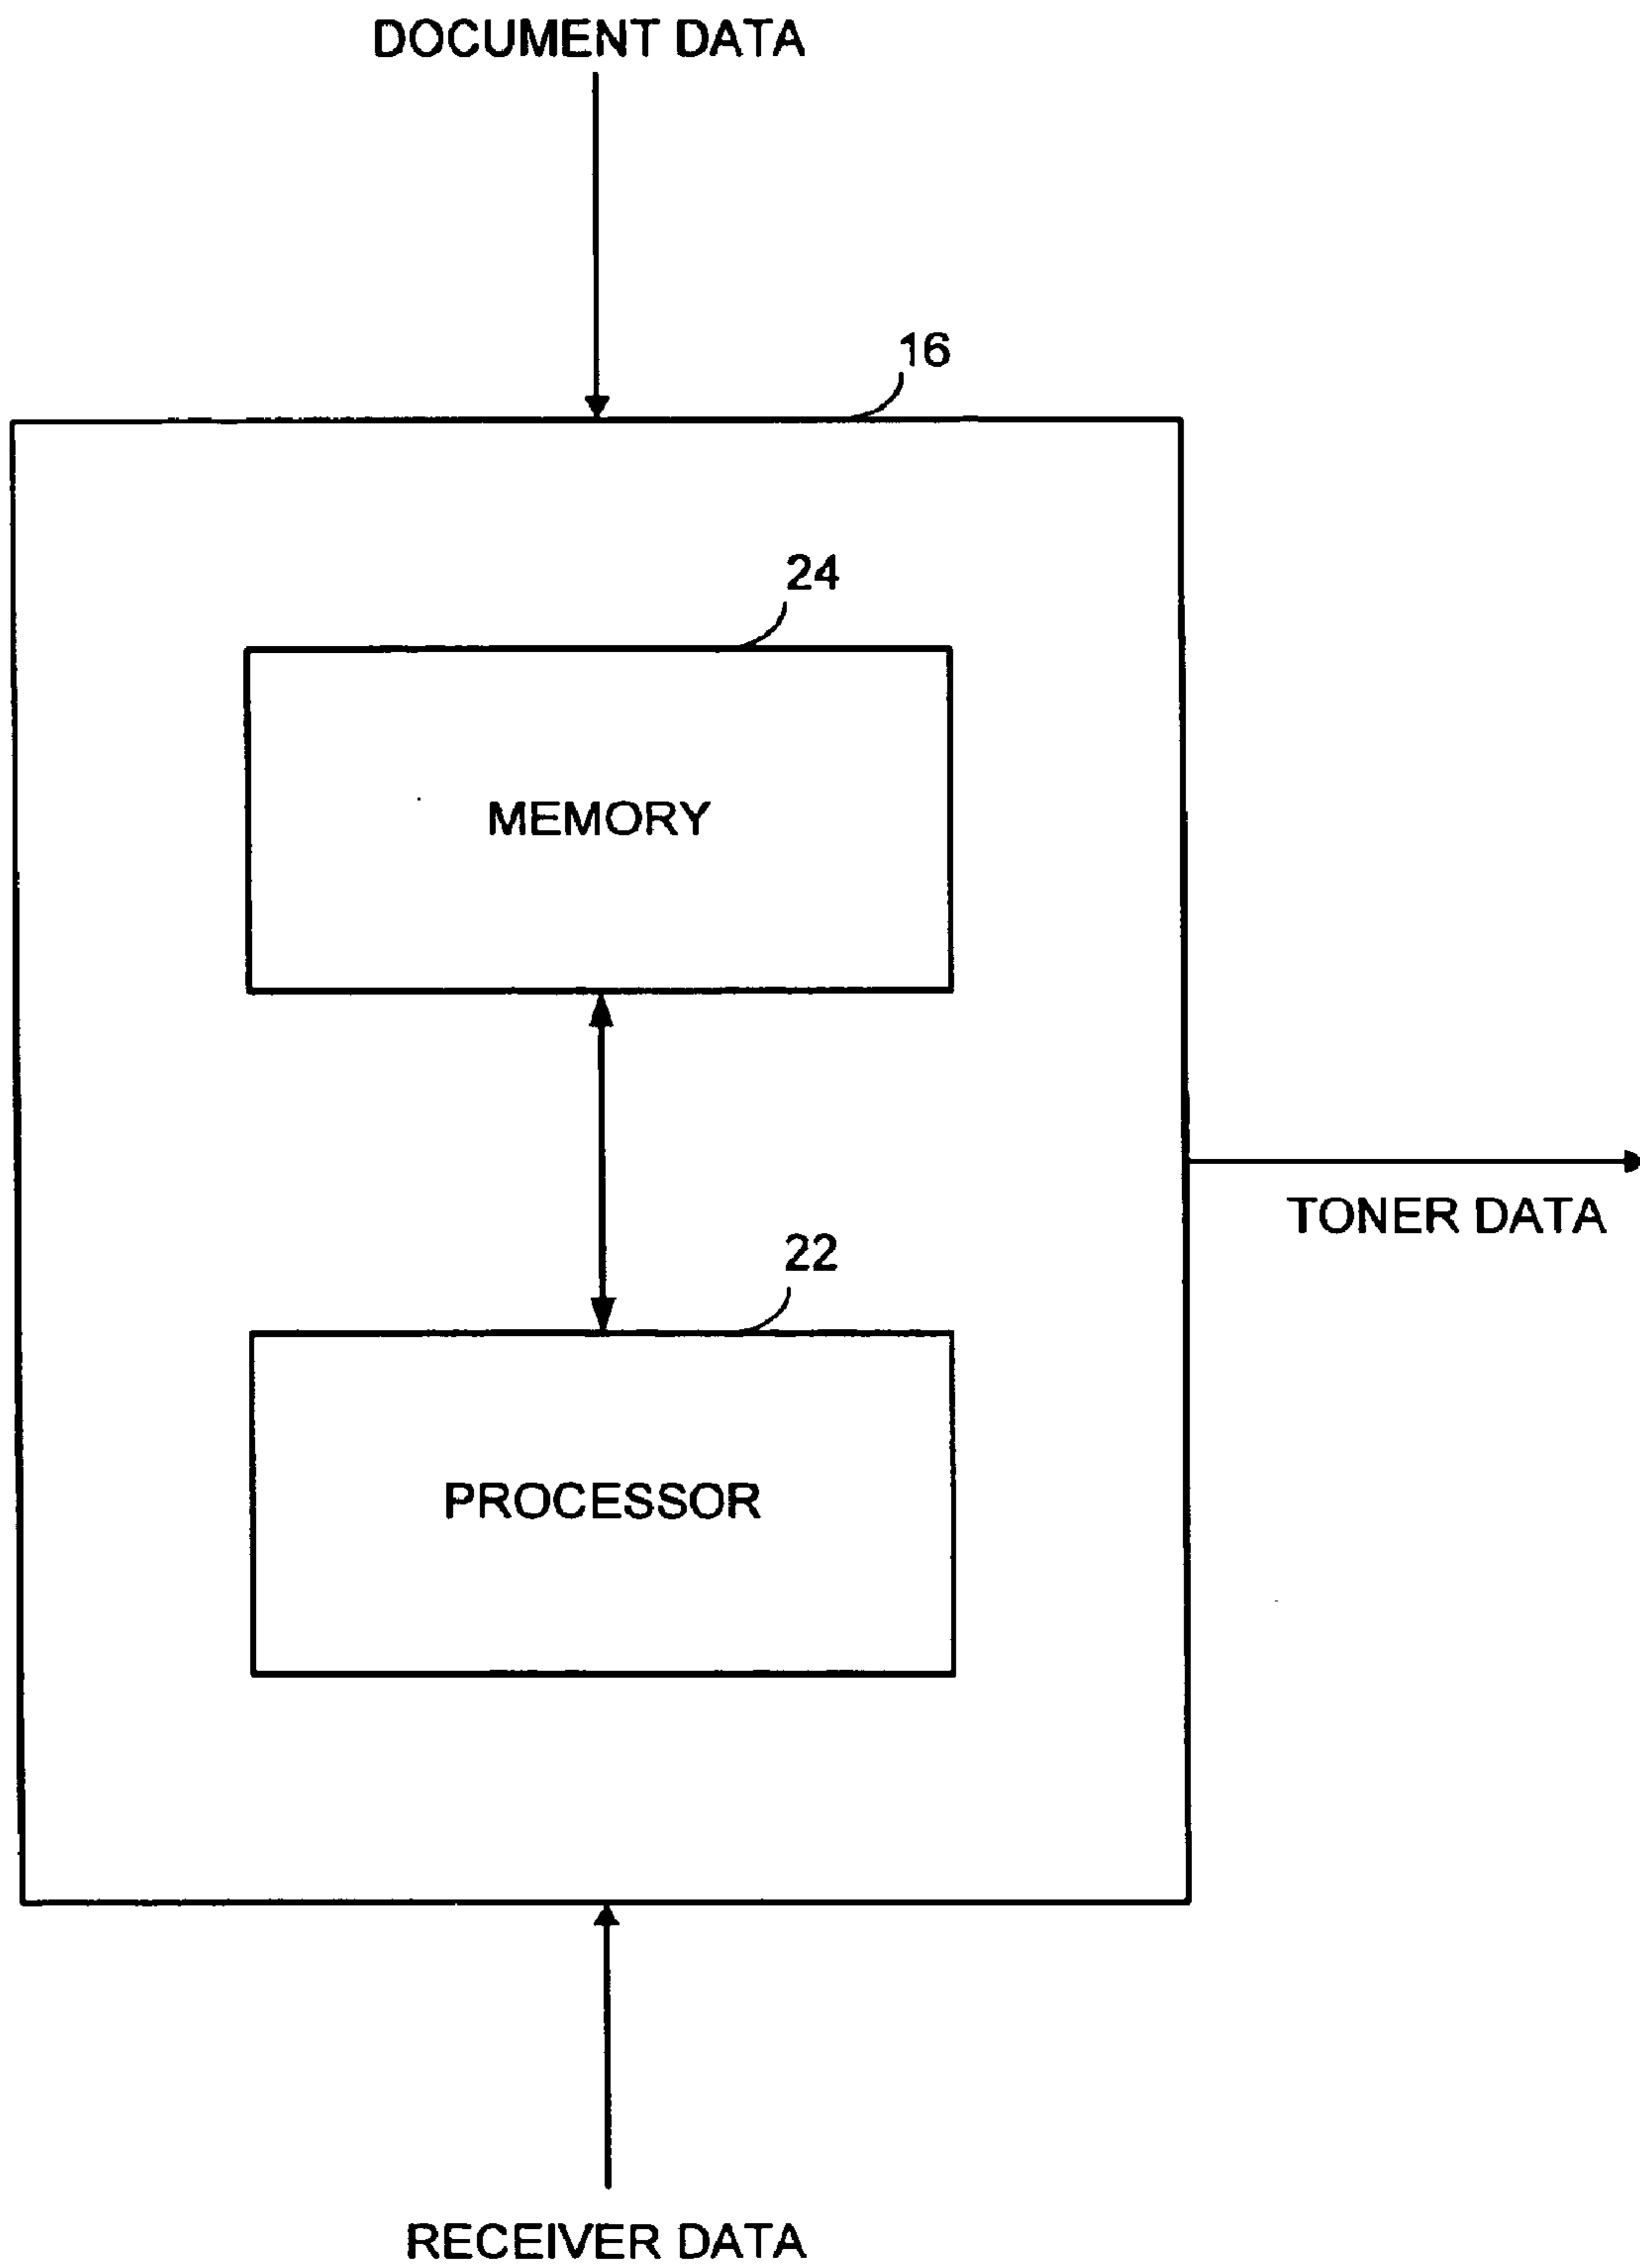 DOCUMENT DATA
16
24
MEMORY
TONER DATA
22
PROCESSOR
RECEIVER DATA